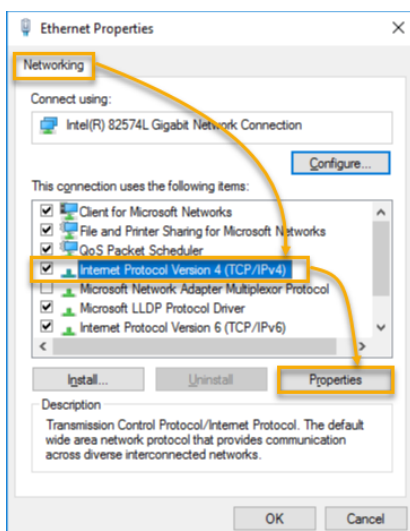 Ethernet Properties
Networking
Connect using:
Intel(R) 82574L Gigabit Network Connection
Configure...
This connection uses the following items:
Client for Microsoft Networks
File and Printer Sharing for Microsoft Networks
QoS Packet Scheduler
Internet Protocol Version 4 (TCP/IPv4)
Microsoft Network Adapter Multiplexor Protocol
Microsoft LLDP Protocol Driver
Internet Protocol Version 6 (TCP/IPv6)
Install... Uninstall Properties
Description
Transmission Control Protocol/Internet Protocol. The default
wide area network protocol that provides communication
across diverse interconnected networks.
OK Cancel